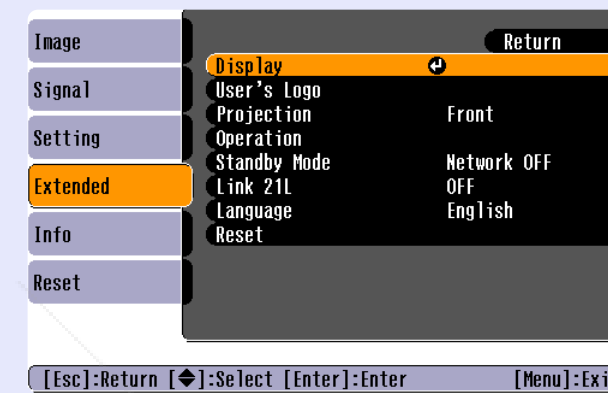 Image
Signal
Setting
Extended
Info
Reset
Return
Display
User's Logo
Projection Front
Operation
Standby Mode Network OFF
Link 21L OFF
Language English
Reset
[Esc]:Return [◆]:Select [Enter]:Enter [Menu]:Exi